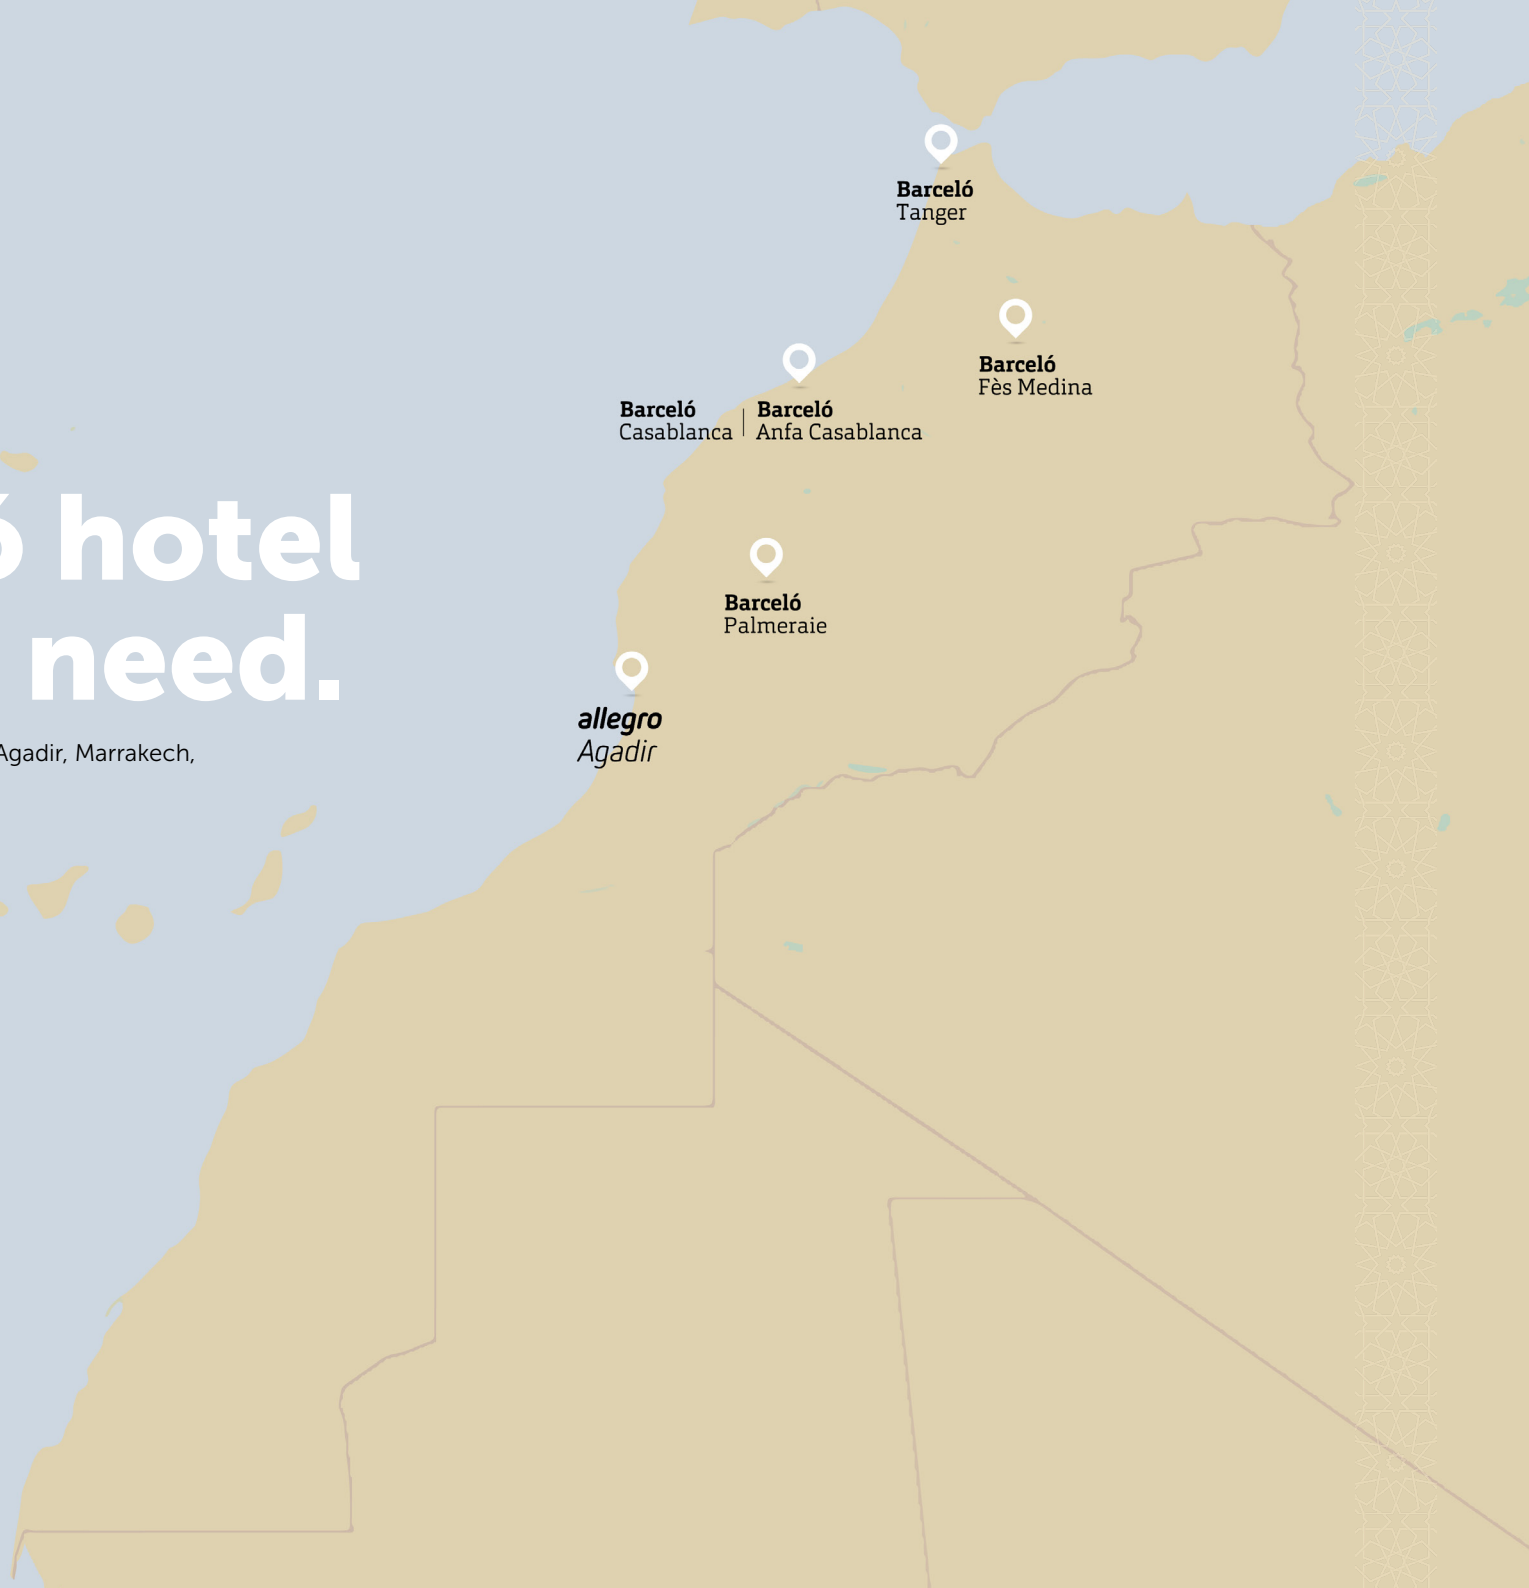 Barceló
Tanger
Barceló
Fès Medina
Barceló
Casablanca
Barceló
Anfa Casablanca
hotel
need.
Barceló
Palmeraie
allegro
Agadir
Agadir, Marrakech,